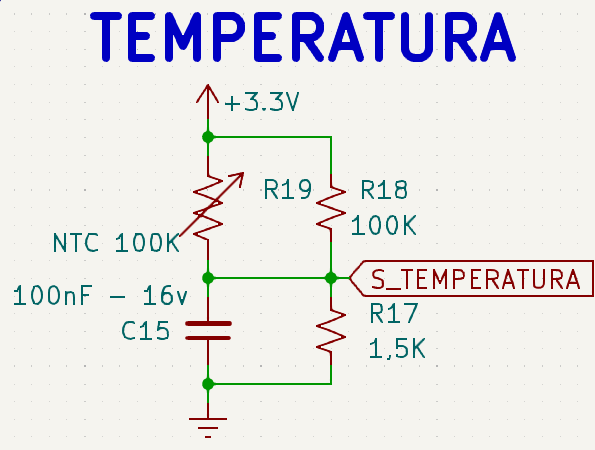 TEMPERATURA
+3.3V
R19 R18
100K
NTC 100K
S_TEMPERATURA
100nF – 16v
R17
C15
1,5K